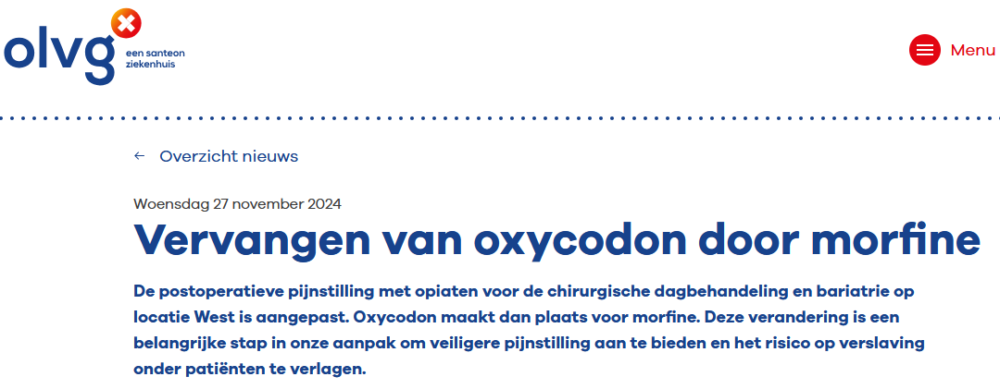 olvg
een santeon
ziekenhuis
Menu
← Overzicht nieuws
Woensdag 27 november 2024
Vervangen van oxycodon door morfine
De postoperatieve pijnstilling met opiaten voor de chirurgische dagbehandeling en bariatrie op
locatie West is aangepast. Oxycodon maakt dan plaats voor morfine. Deze verandering is een
belangrijke stap in onze aanpak om veiligere pijnstilling aan te bieden en het risico op verslaving
onder patiënten te verlagen.